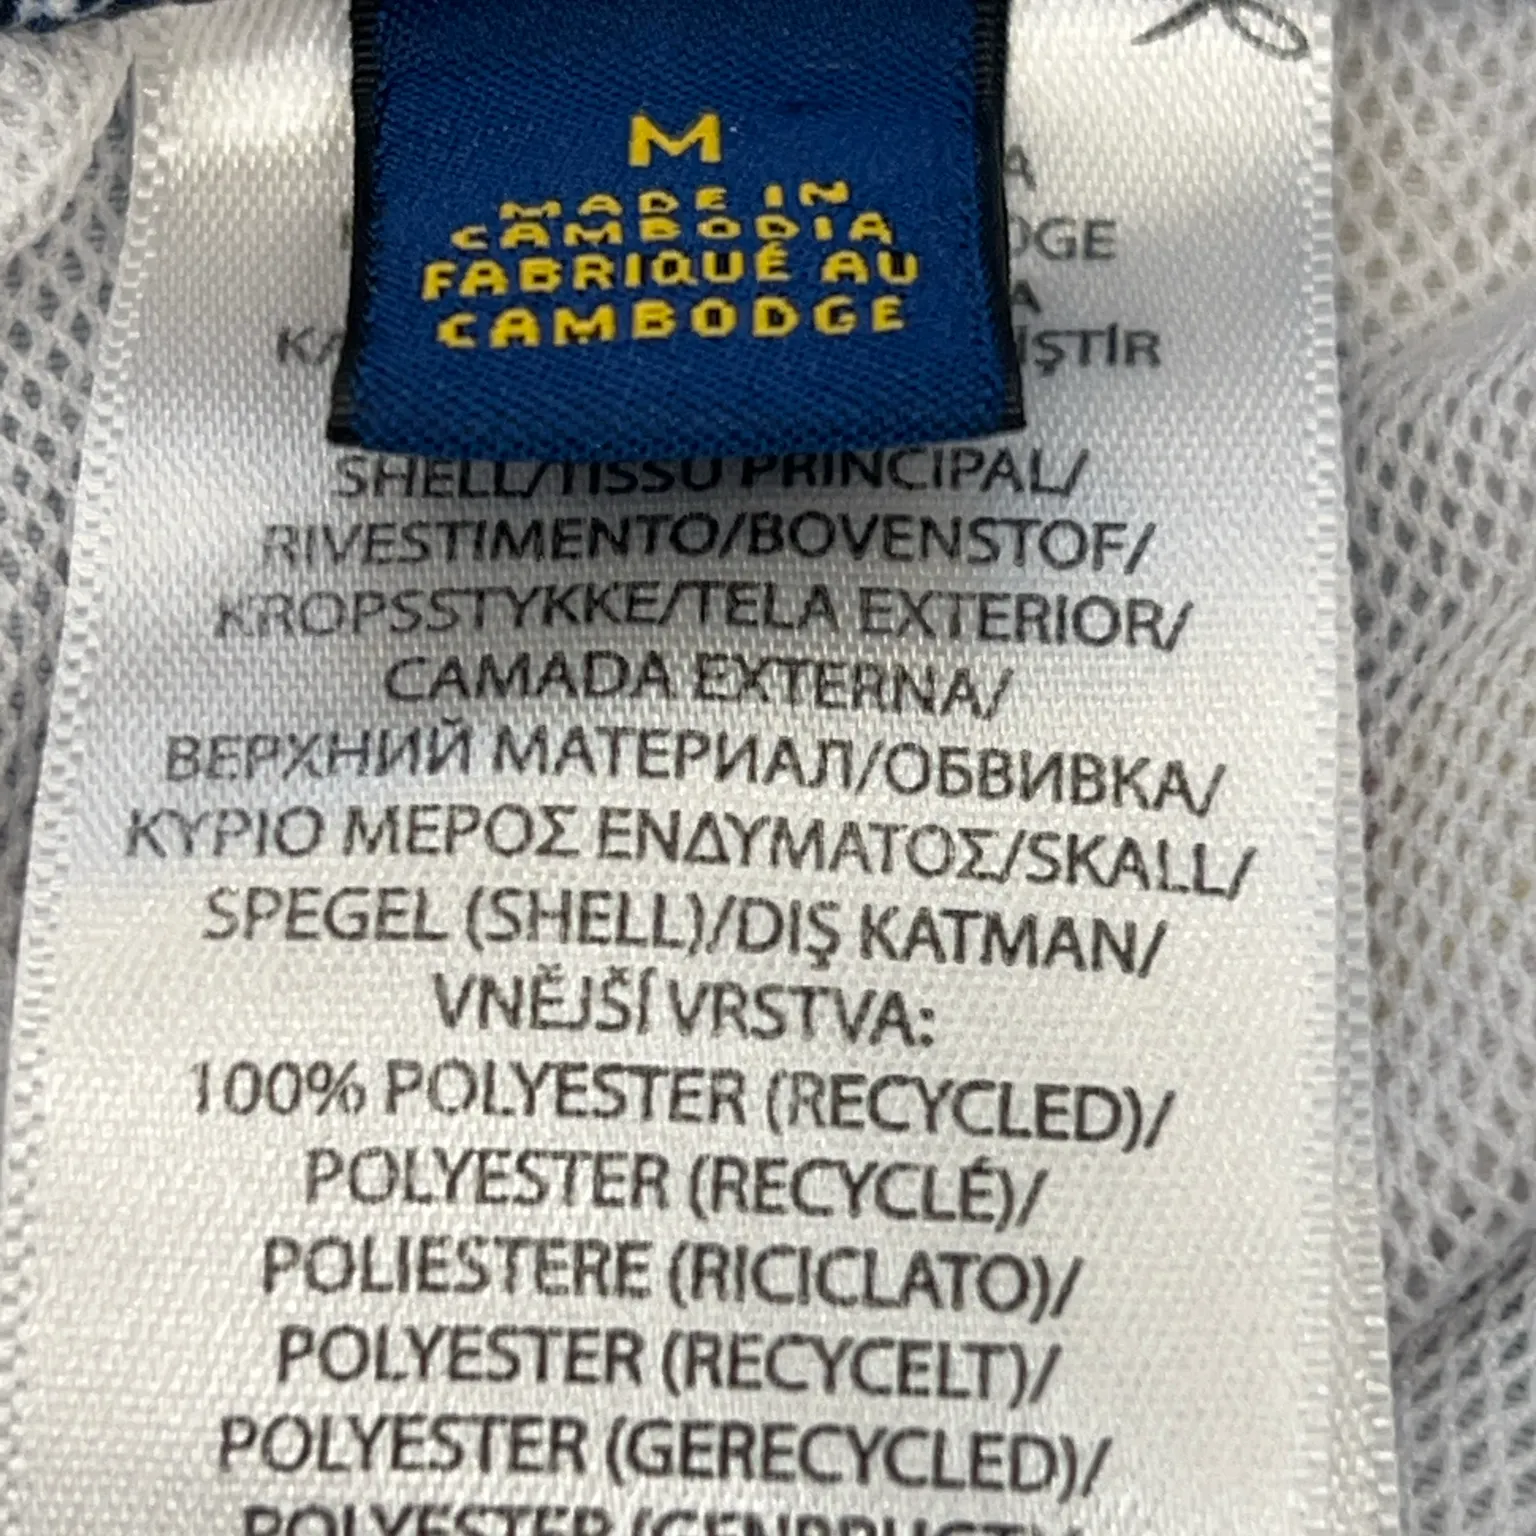 M
MADE IN
CAMBODIA
FABRIQUÉ AU
CAMBODGE
SHELL/TISSU PRINCIPAL/
RIVESTIMENTO/BOVENSTOF/
KROPSSTYKKE/TELA EXTERIOR/
CAMADA EXTERNA/
ВЕРХНИЙ МАТЕРИАЛ/ОБВИВКА/
ΚΥΡΙΟ ΜΕΡΟΣ ΕΝΔΥΜΑΤΟΣ/SKALL/
SPEGEL (SHELL)/DIŞ KATMAN/
VNĚJŠÍ VRSTVA:
100% POLYESTER (RECYCLED)/
POLYESTER (RECYCLÉ)/
POLIESTERE (RICICLATO)/
POLYESTER (RECYCELT)/
POLYESTER (GERECYCLED)/
POLYESTER